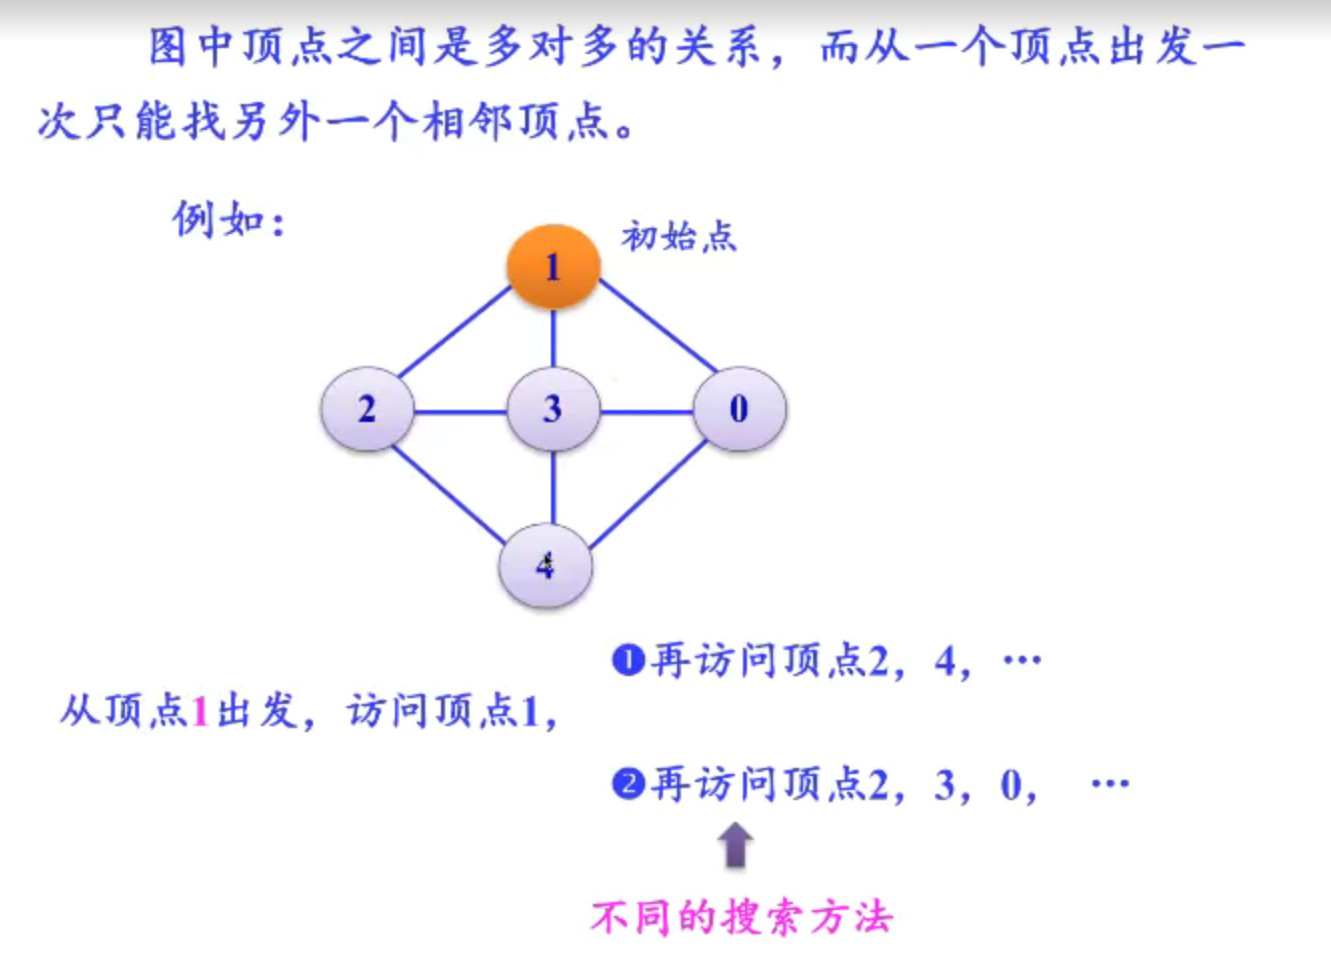 图中顶点之间是多对多的关系，而从一个顶点出发一
次只能找另外一个相邻顶点。
例如：
初始点
1
2
3
0
4
❶再访问顶点2，4，…
从顶点1出发，访问顶点1，
❷再访问顶点2，3，0， …
不同的搜索方法